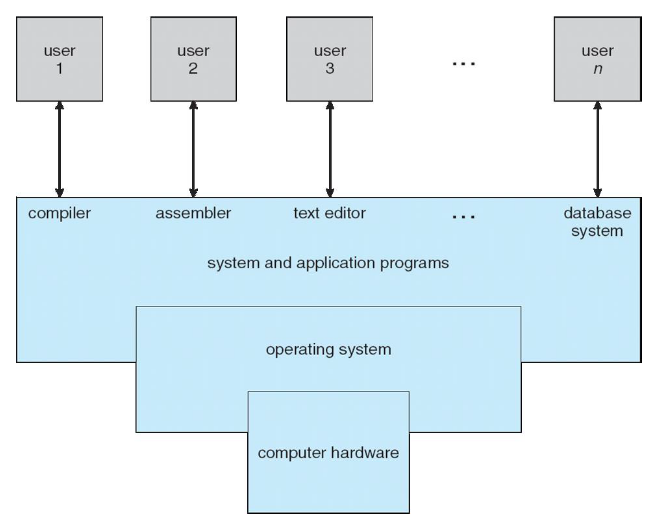 user
1
user
2
user
3
...
user
n
compiler
assembler
text editor
...
database
system
system and application programs
operating system
computer hardware